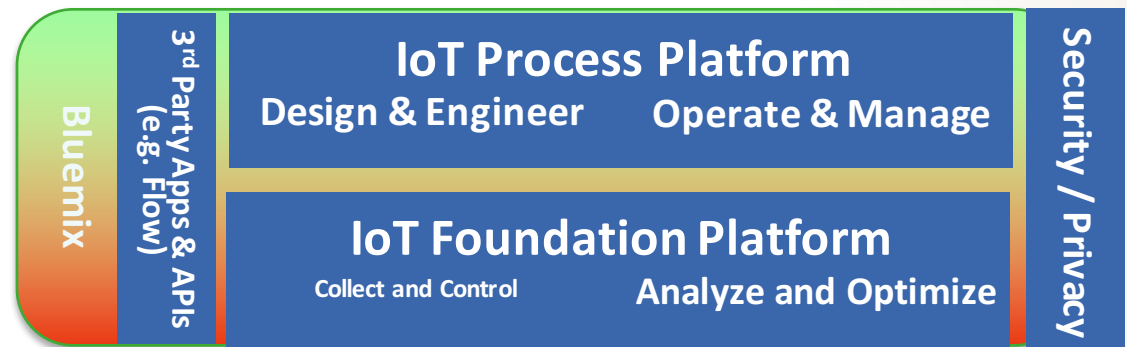 Bluemix
3rd Party Apps & APIs
(e.g. Flow)
IoT Process Platform
Design & Engineer
Operate & Manage
IoT Foundation Platform
Collect and Control
Analyze and Optimize
Security / Privacy